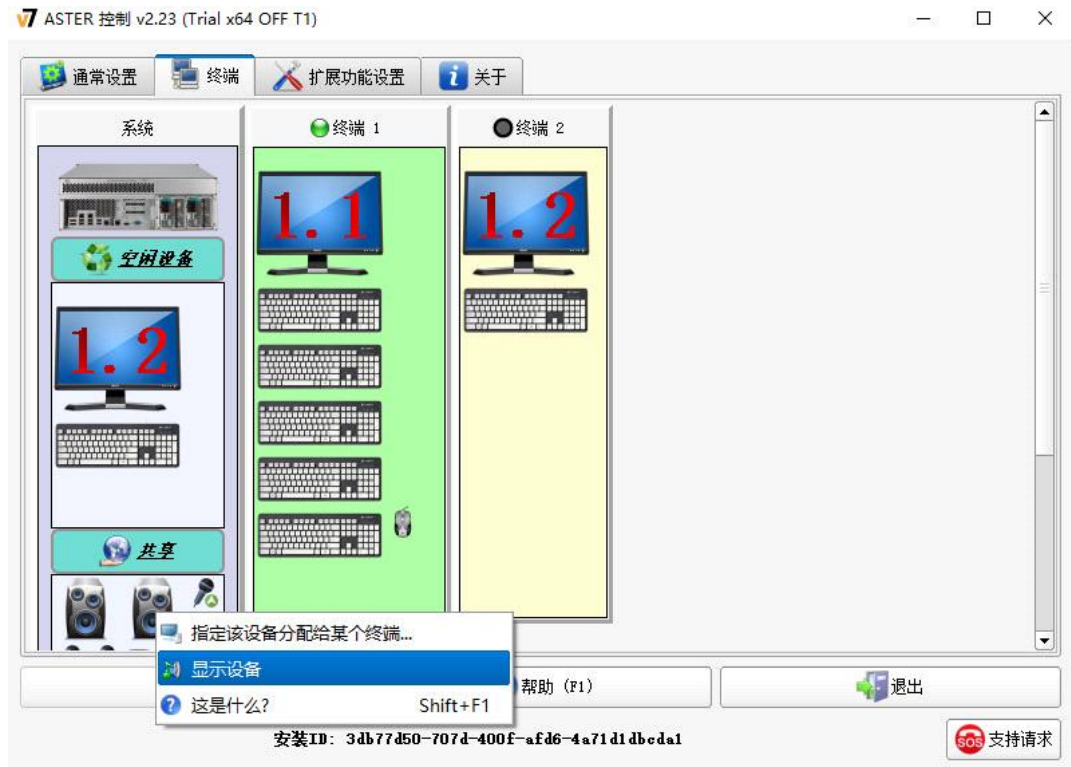 ASTER 控制 v2.23 (Trial x64 OFF T1)
通常设置
终端
扩展功能设置
关于
系统
终端 1
终端 2
1.1
1.2
空闲设备
1.2
共享
指定该设备分配给某个终端...
显示设备
这是什么? Shift+F1
帮助 (F1)
退出
安装ID: 3db77d50-707d-400f-afd6-4a71d1dbcda1
SOS 支持请求